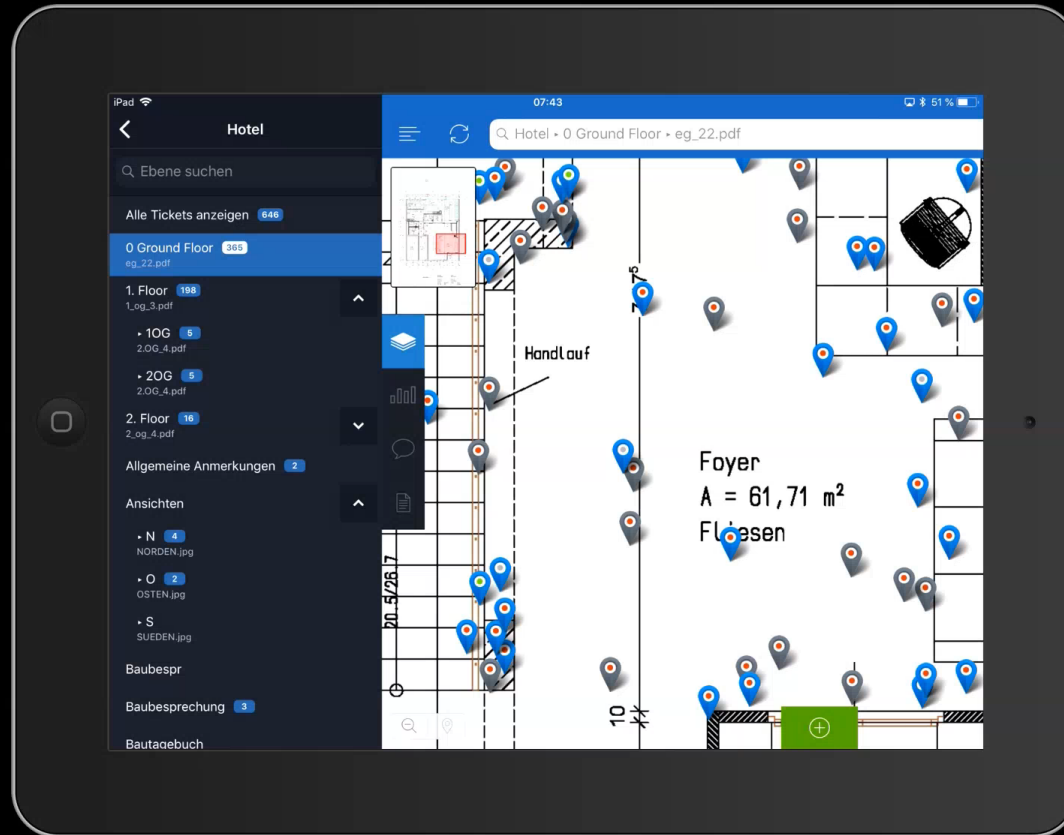 iPad
07:43
51 %
Hotel
Hotel • 0 Ground Floor • eg_22.pdf
Ebene suchen
Alle Tickets anzeigen 646
0 Ground Floor 365
eg_22.pdf
1. Floor 198
1_og_3.pdf
▸ 1OG 5
2.OG_4.pdf
▸ 2OG 5
2.OG_4.pdf
2. Floor 16
2_og_4.pdf
Allgemeine Anmerkungen 2
Ansichten
▸ N 4
NORDEN.jpg
▸ O 2
OSTEN.jpg
▸ S
SUEDEN.jpg
Baubespr
Baubesprechung 3
Bautagebuch
Handlauf
Foyer
A = 61,71 m²
Fliesen
20.5/26.7
10